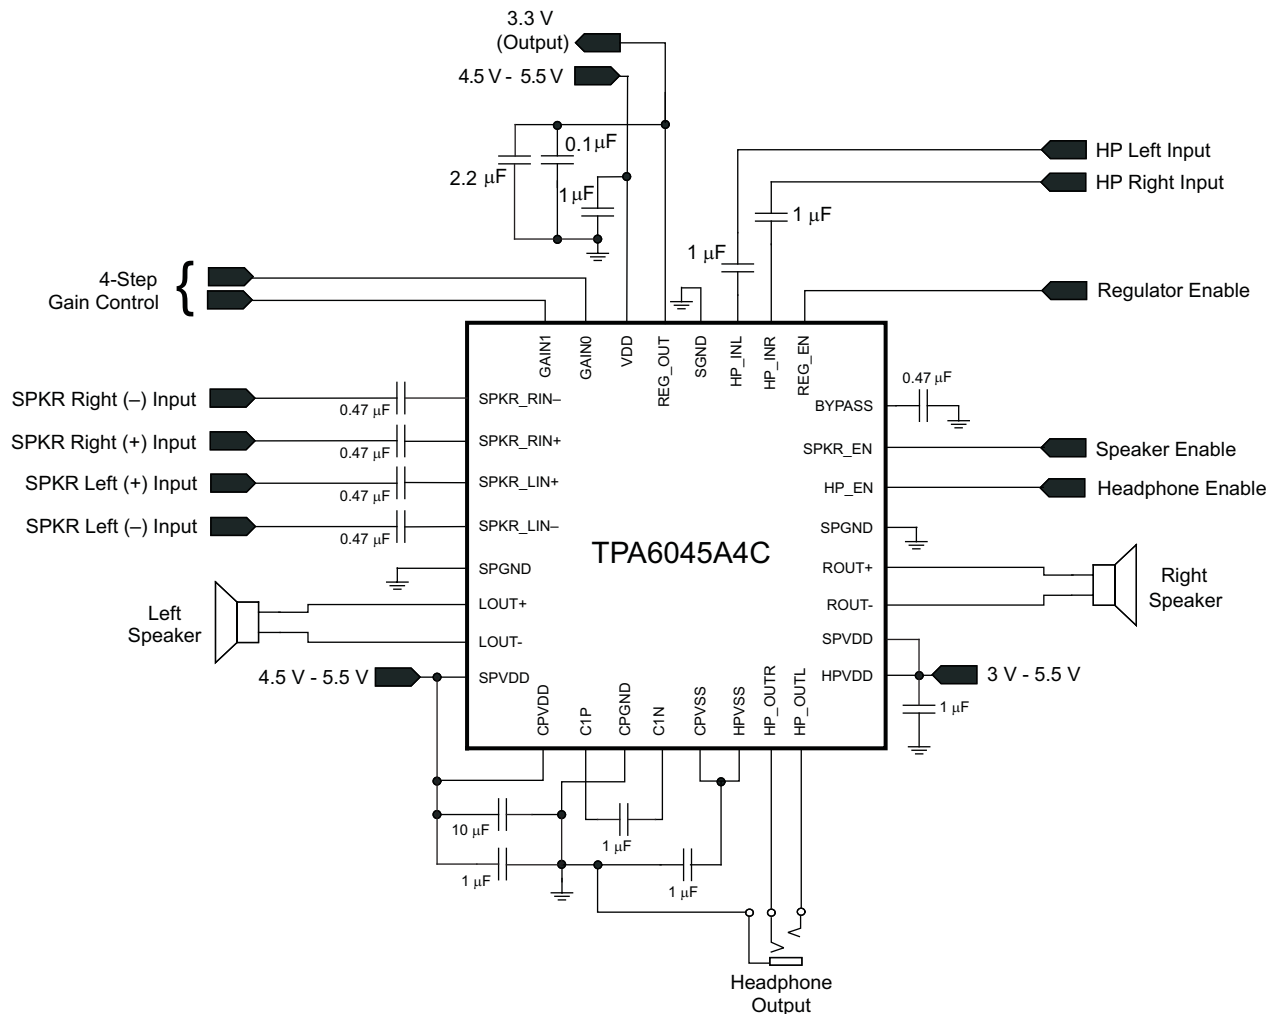 3.3 V
(Output)
4.5 V - 5.5 V
0.1 μF
2.2 μF
1 μF
HP Left Input
HP Right Input
1 μF
1 μF
4-Step
Gain Control
{
Regulator Enable
GAIN1
GAIN0
VDD
REG_OUT
SGND
HP_INL
HP_INR
REG_EN
SPKR Right (–) Input
0.47 μF
SPKR_RIN–
BYPASS
0.47 μF
SPKR Right (+) Input
0.47 μF
SPKR_RIN+
SPKR_EN
Speaker Enable
SPKR Left (+) Input
0.47 μF
SPKR_LIN+
HP_EN
Headphone Enable
SPKR Left (–) Input
0.47 μF
SPKR_LIN–
SPGND
TPA6045A4C
SPGND
ROUT+
Left
Speaker
LOUT+
ROUT-
Right
Speaker
LOUT-
SPVDD
4.5 V - 5.5 V
SPVDD
HPVDD
3 V - 5.5 V
1 μF
CPVDD
C1P
CPGND
C1N
CPVSS
HPVSS
HP_OUTR
HP_OUTL
10 μF
1 μF
1 μF
1 μF
Headphone
Output